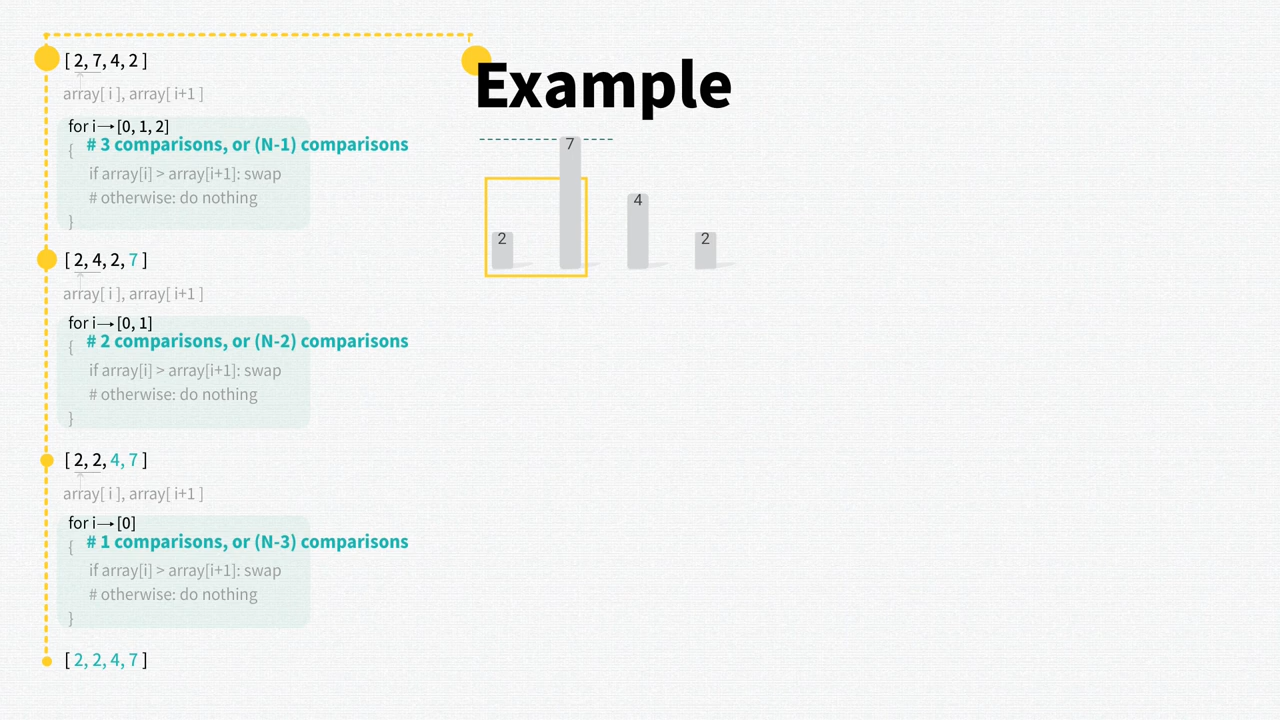 [ 2, 7, 4, 2 ]
array[ i ], array[ i+1 ]
for i→[0, 1, 2]
{ # 3 comparisons, or (N-1) comparisons
if array[i] > array[i+1]: swap
# otherwise: do nothing
}
[ 2, 4, 2, 7 ]
array[ i ], array[ i+1 ]
for i→[0, 1]
{ # 2 comparisons, or (N-2) comparisons
if array[i] > array[i+1]: swap
# otherwise: do nothing
}
[ 2, 2, 4, 7 ]
array[ i ], array[ i+1 ]
for i→[0]
{ # 1 comparisons, or (N-3) comparisons
if array[i] > array[i+1]: swap
# otherwise: do nothing
}
[ 2, 2, 4, 7 ]
Example
2 7 4 2